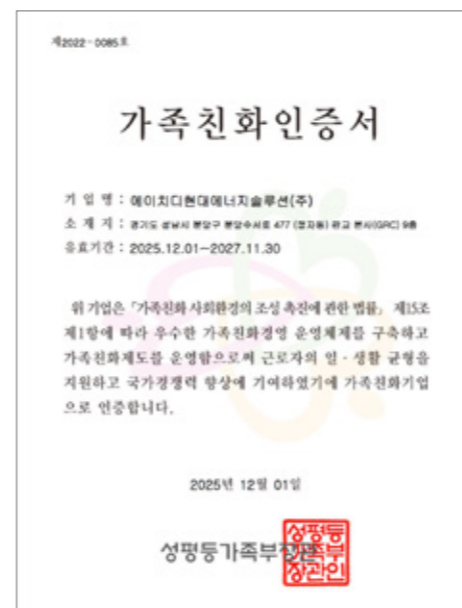 제2022-0085호
가족친화인증서
기 업 명 : 에이치디현대에너지솔루션(주)
소 재 지 : 경기도 성남시 분당구 분당수서로 477 (정자동) 판교 본사(GRC) 9층
유효기간 : 2025.12.01-2027.11.30
위 기업은 「가족친화 사회환경의 조성 촉진에 관한 법률」 제15조
제1항에 따라 우수한 가족친화경영 운영체제를 구축하고
가족친화제도를 운영함으로써 근로자의 일·생활 균형을
지원하고 국가경쟁력 향상에 기여하였기에 가족친화기업
으로 인증합니다.
2025년 12월 01일
성평등가족부장관
성평등
가족부
장관인